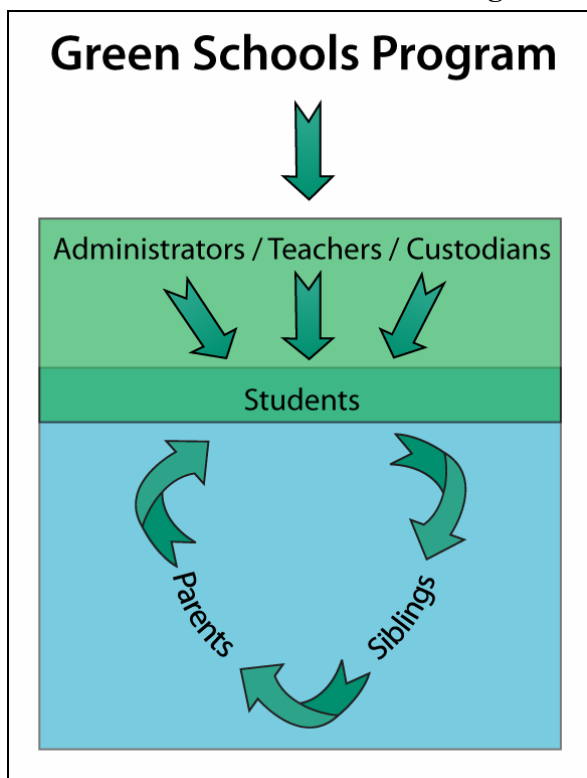 Green Schools Program
Administrators / Teachers / Custodians
Students
Parents
Siblings